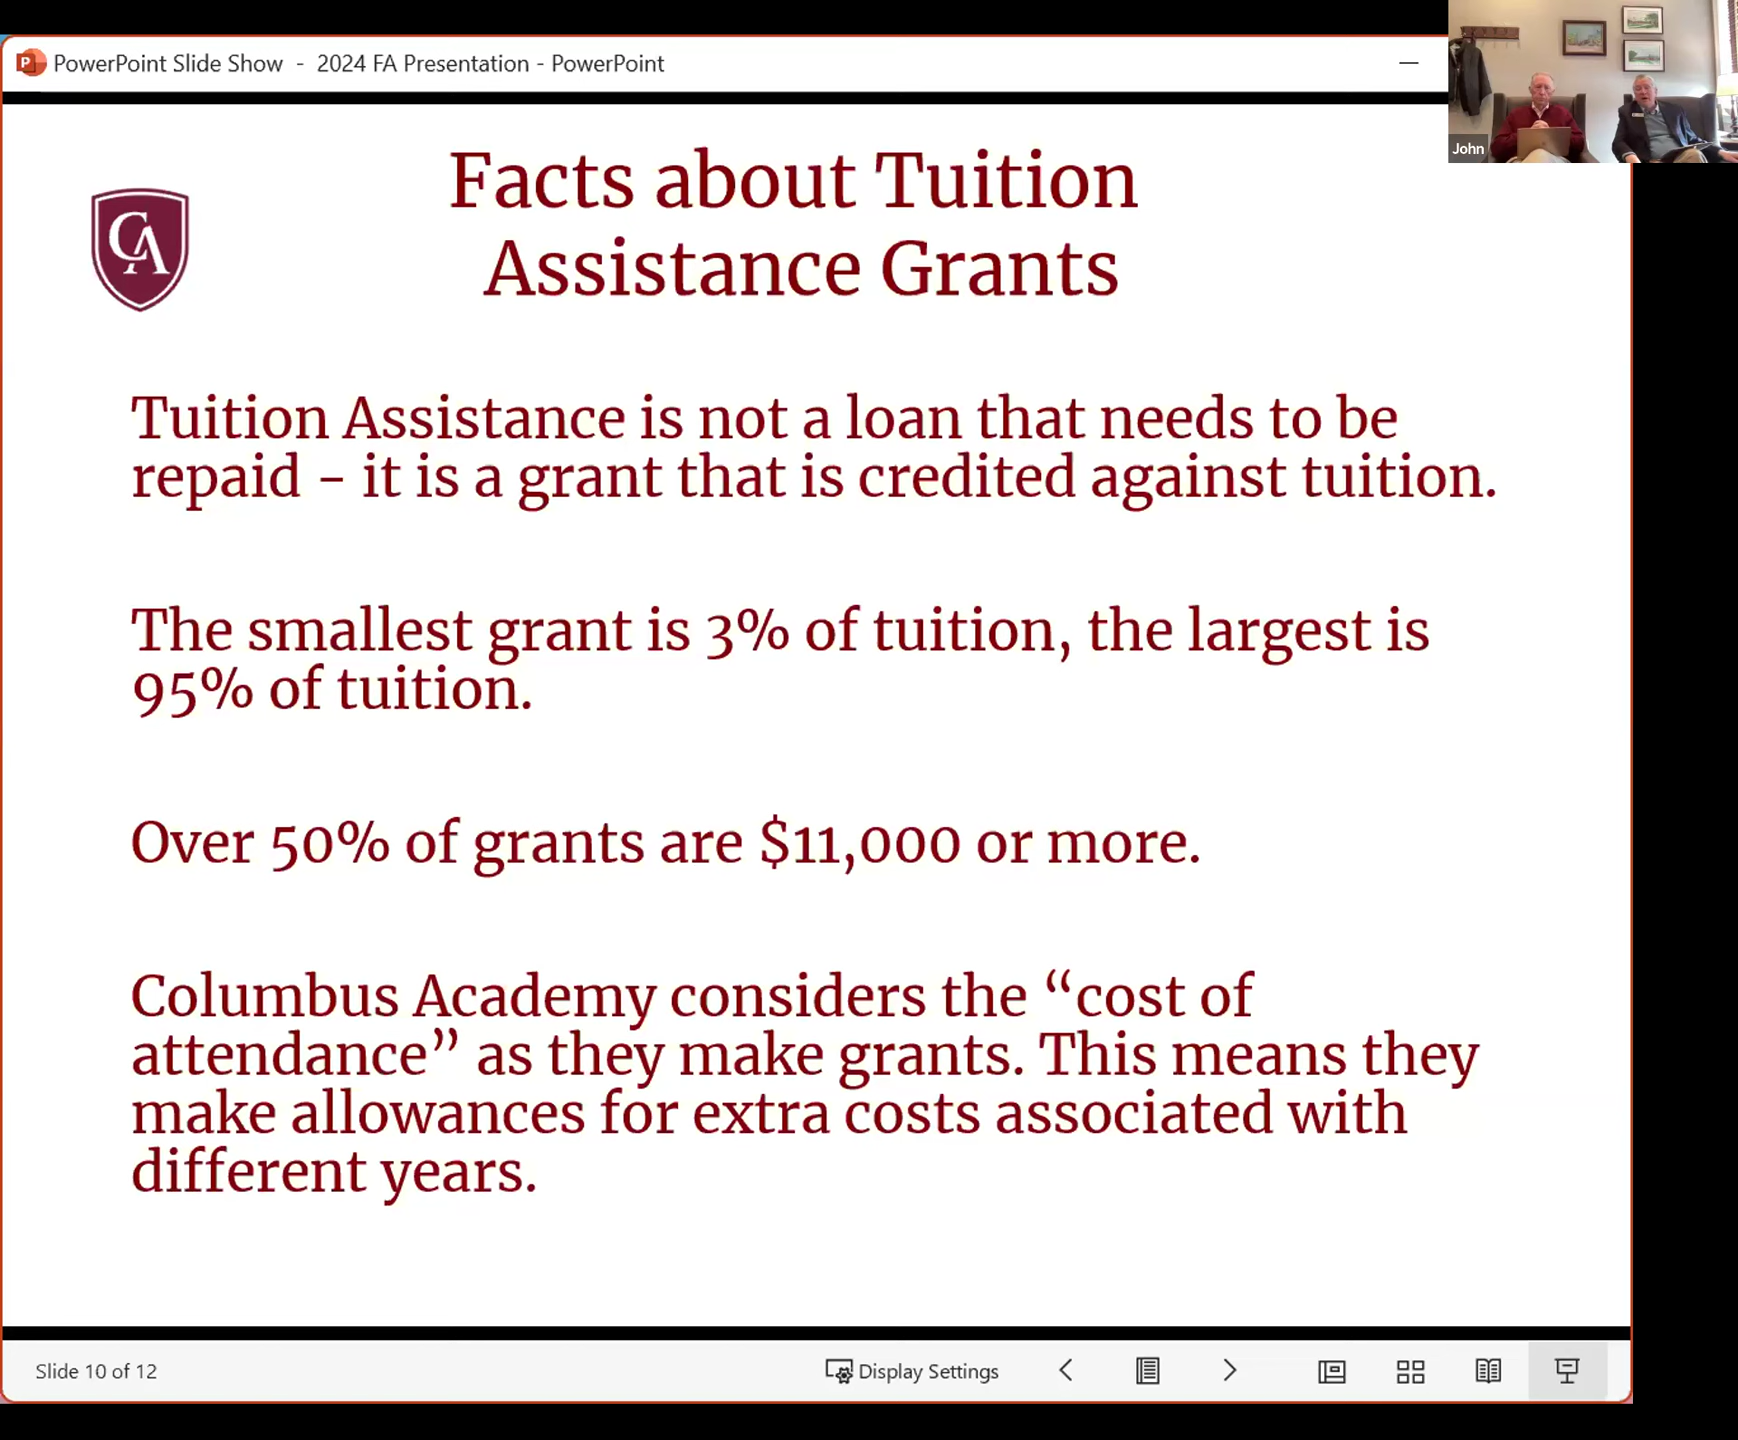 PowerPoint Slide Show - 2024 FA Presentation - PowerPoint
John
CA
Facts about Tuition
Assistance Grants
Tuition Assistance is not a loan that needs to be
repaid - it is a grant that is credited against tuition.
The smallest grant is 3% of tuition, the largest is
95% of tuition.
Over 50% of grants are $11,000 or more.
Columbus Academy considers the “cost of
attendance” as they make grants. This means they
make allowances for extra costs associated with
different years.
Slide 10 of 12
Display Settings